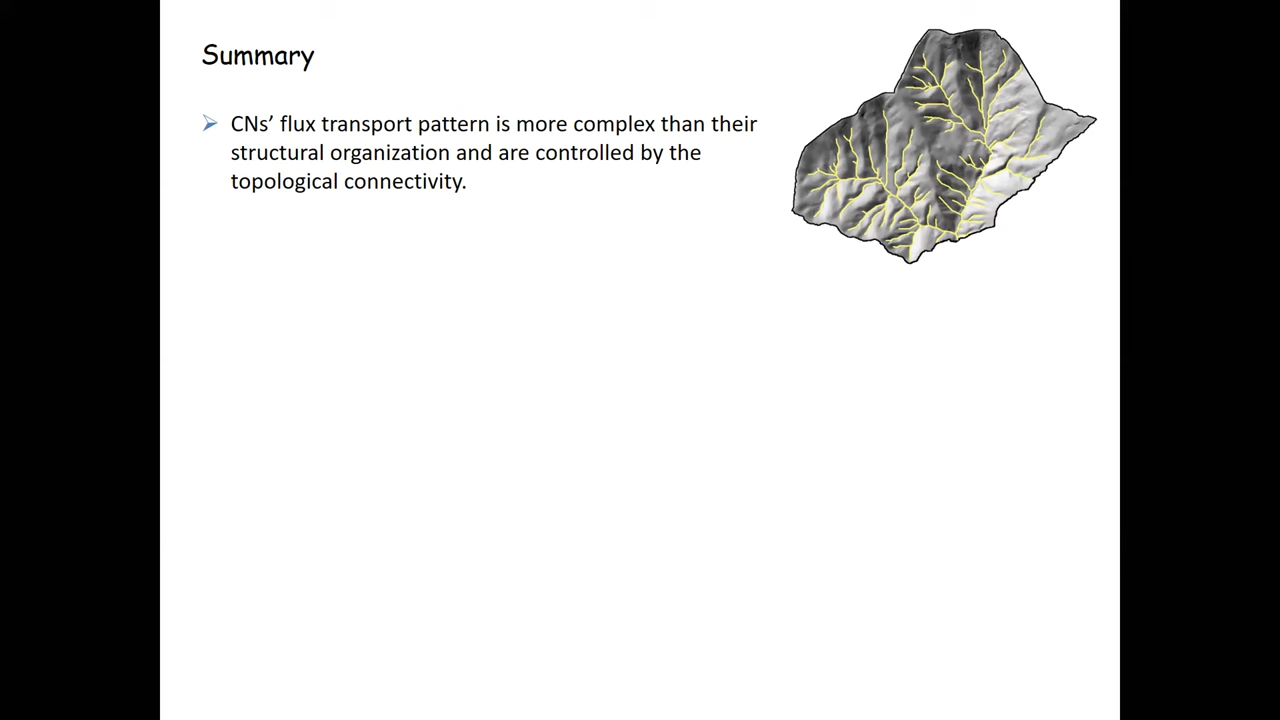 Summary
CNs’ flux transport pattern is more complex than their
structural organization and are controlled by the
topological connectivity.